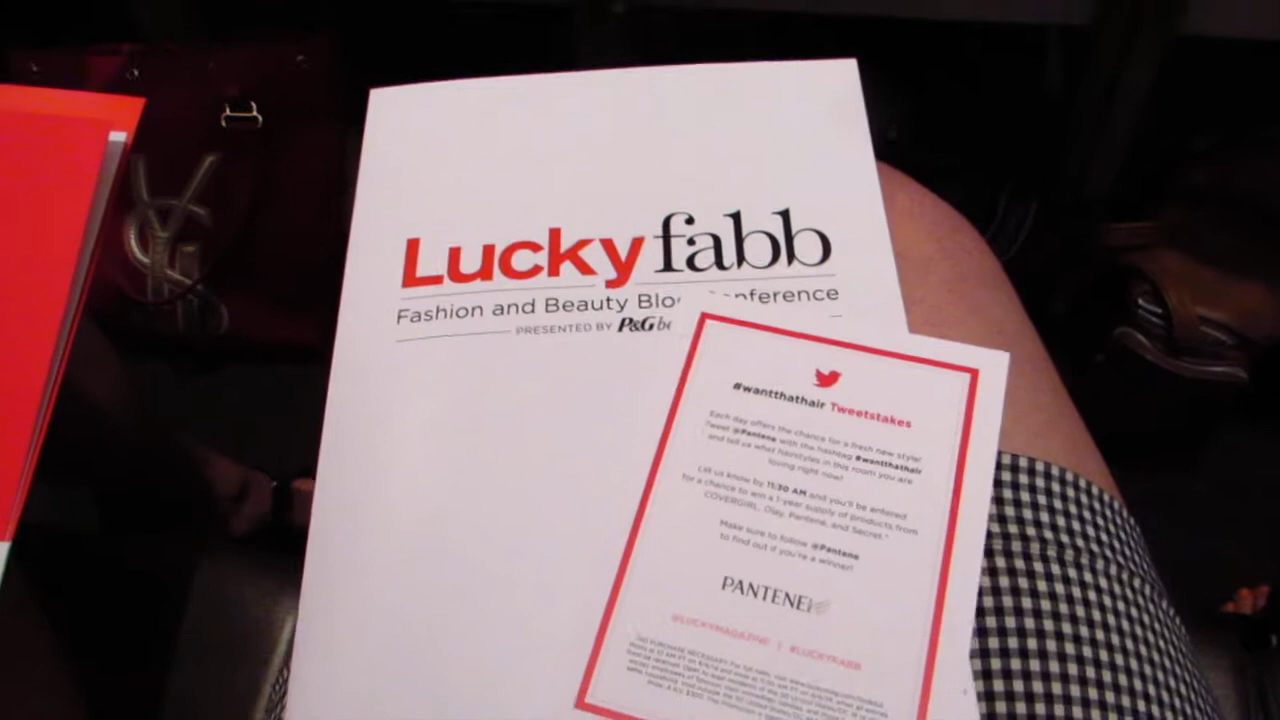 Lucky fabb
Fashion and Beauty Blo nference
PRESENTED BY P&G be
#wantthathair Tweetstakes
Each day offers the chance for a fresh new style!
Tweet @Pantene with the hashtag #wantthathair
and tell us what hairstyles in this room you are
loving right now!
Let us know by 11:30 AM and you'll be entered
for a chance to win a 1-year supply of products from
COVERGIRL, Olay, Pantene, and Secret.*
Make sure to follow @Pantene
to find out if you're a winner!
PANTENE
@LUCKYMAGAZINE | #LUCKYFABB
YSL